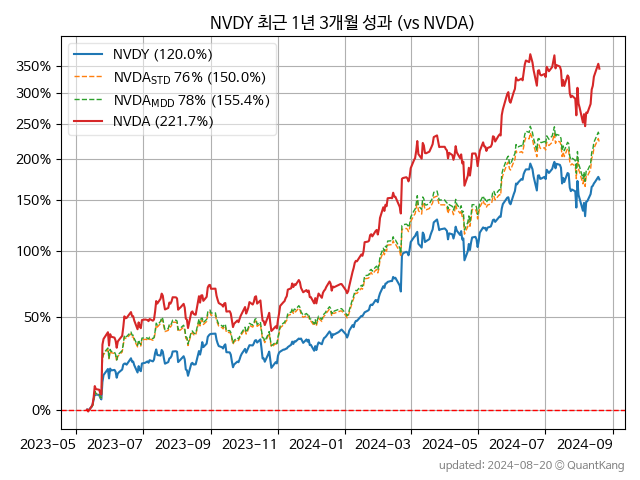 NVDY 최근 1년 3개월 성과 (vs NVDA)
NVDY (120.0%)
NVDA_STD 76% (150.0%)
NVDA_MDD 78% (155.4%)
NVDA (221.7%)
350%
300%
250%
200%
150%
100%
50%
0%
2023-05 2023-07 2023-09 2023-11 2024-01 2024-03 2024-05 2024-07 2024-09
updated: 2024-08-20 © QuantKang